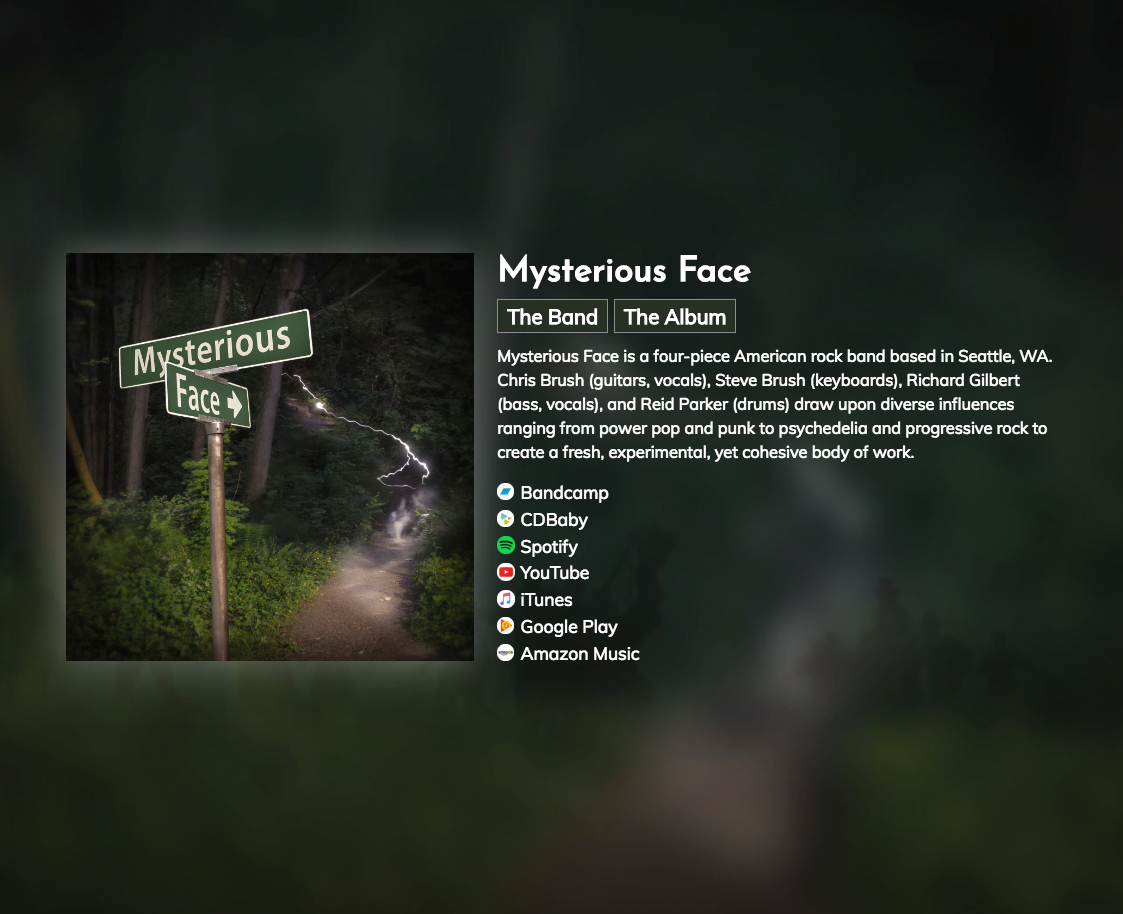 Mysterious
Face
Mysterious Face
The Band The Album
Mysterious Face is a four-piece American rock band based in Seattle, WA.
Chris Brush (guitars, vocals), Steve Brush (keyboards), Richard Gilbert
(bass, vocals), and Reid Parker (drums) draw upon diverse influences
ranging from power pop and punk to psychedelia and progressive rock to
create a fresh, experimental, yet cohesive body of work.
Bandcamp
CDBaby
Spotify
YouTube
iTunes
Google Play
Amazon Music